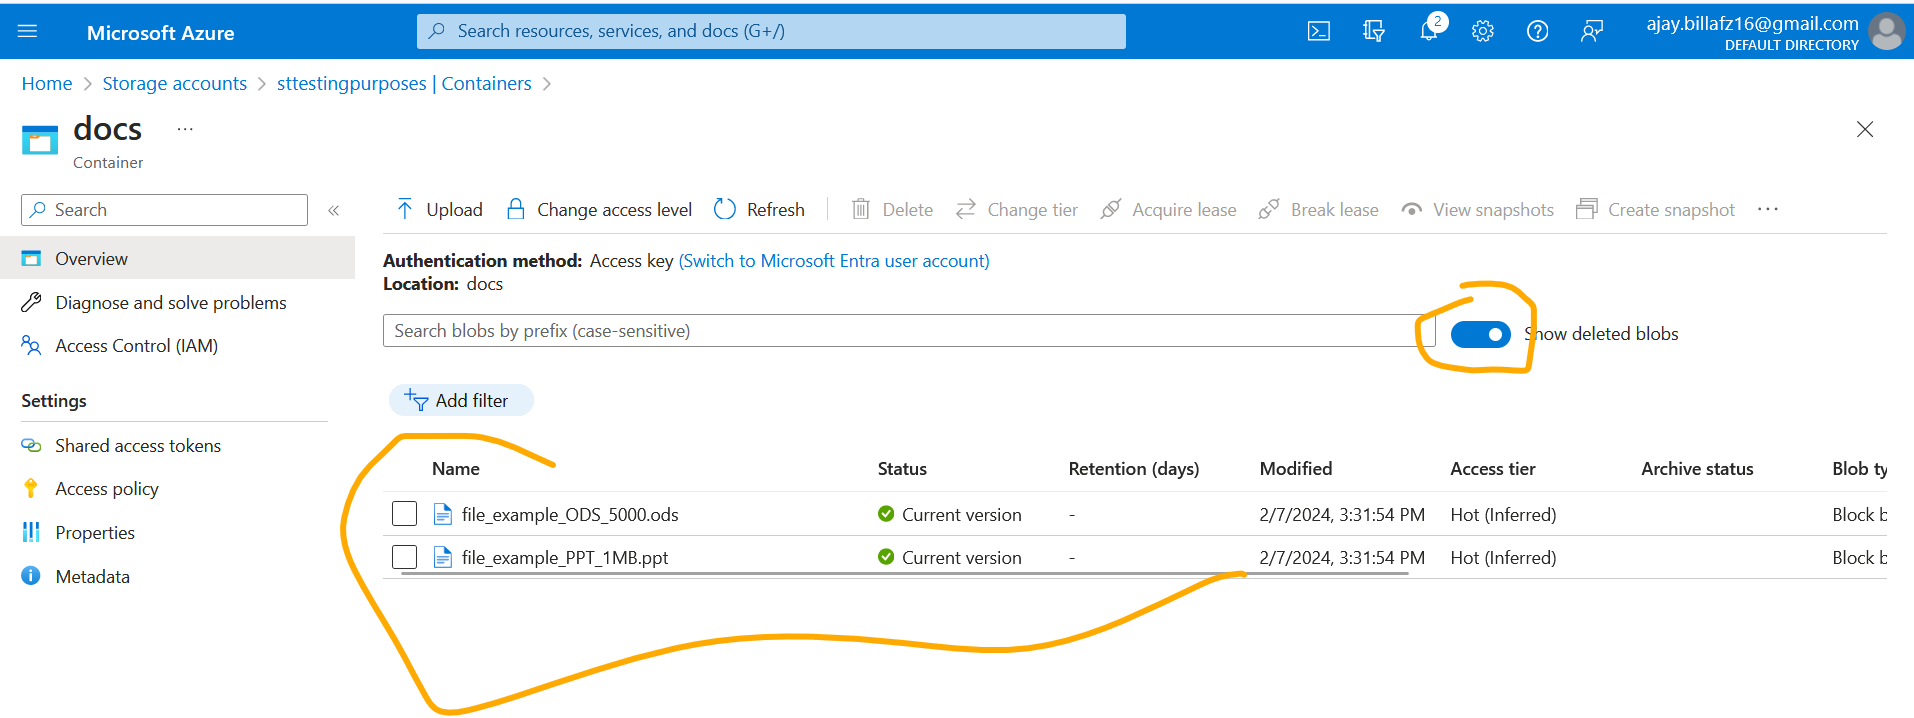 Microsoft Azure
Search resources, services, and docs (G+/)
2
ajay.billafz16@gmail.com
DEFAULT DIRECTORY
Home > Storage accounts > sttestingpurposes | Containers >
docs ...
Container
Search «
Upload Change access level Refresh Delete Change tier Acquire lease Break lease View snapshots Create snapshot ...
Overview
Diagnose and solve problems
Access Control (IAM)
Settings
Shared access tokens
Access policy
Properties
Metadata
Authentication method: Access key (Switch to Microsoft Entra user account)
Location: docs
Search blobs by prefix (case-sensitive)
Show deleted blobs
Add filter
Name Status Retention (days) Modified Access tier Archive status Blob ty
file_example_ODS_5000.ods Current version - 2/7/2024, 3:31:54 PM Hot (Inferred) Block b
file_example_PPT_1MB.ppt Current version - 2/7/2024, 3:31:54 PM Hot (Inferred) Block b